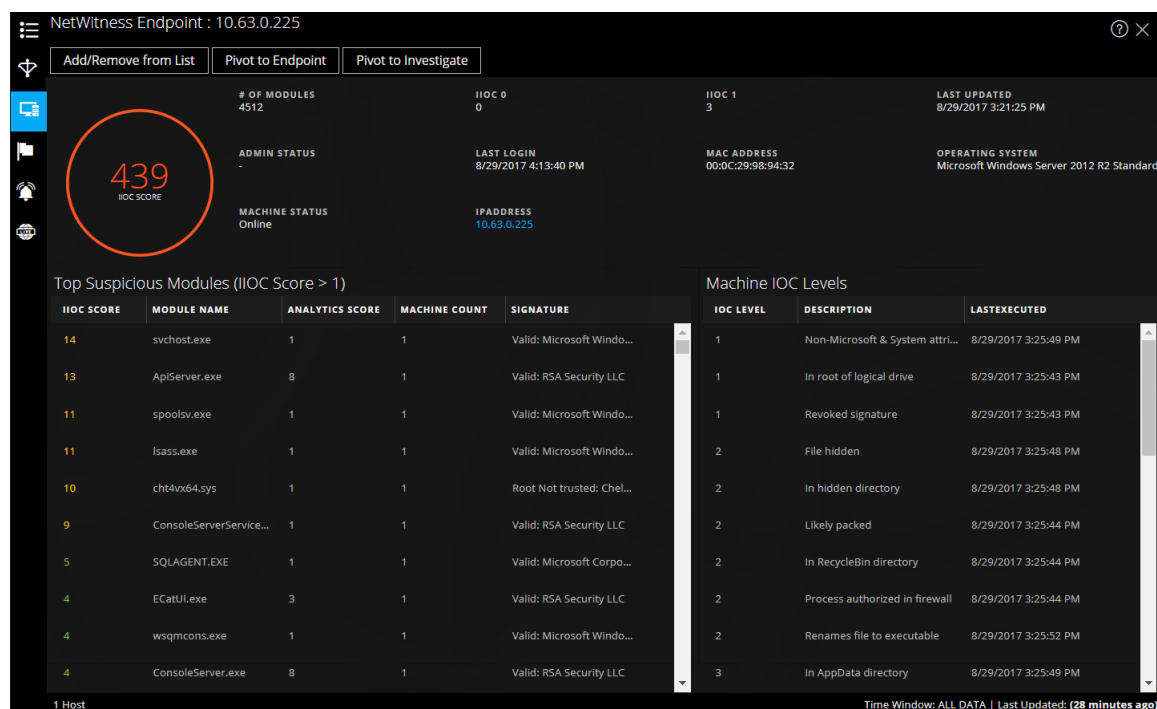 NetWitness Endpoint : 10.63.0.225
Add/Remove from List Pivot to Endpoint Pivot to Investigate
# OF MODULES IIOC 0 IIOC 1 LAST UPDATED
4512 0 3 8/29/2017 3:21:25 PM
ADMIN STATUS LAST LOGIN MAC ADDRESS OPERATING SYSTEM
- 8/29/2017 4:13:40 PM 00:0C:29:98:94:32 Microsoft Windows Server 2012 R2 Standard
439
IIOC SCORE
MACHINE STATUS IPADDRESS
Online 10.63.0.225
Top Suspicious Modules (IIOC Score > 1)
IIOC SCORE MODULE NAME ANALYTICS SCORE MACHINE COUNT SIGNATURE
14 svchost.exe 1 1 Valid: Microsoft Windo...
13 ApiServer.exe 8 1 Valid: RSA Security LLC
11 spoolsv.exe 1 1 Valid: Microsoft Windo...
11 lsass.exe 1 1 Valid: Microsoft Windo...
10 cht4vx64.sys 1 1 Root Not trusted: Chel...
9 ConsoleServerService... 1 1 Valid: RSA Security LLC
5 SQLAGENT.EXE 1 1 Valid: Microsoft Corpo...
4 ECatUI.exe 3 1 Valid: RSA Security LLC
4 wsqmcons.exe 1 1 Valid: Microsoft Windo...
4 ConsoleServer.exe 8 1 Valid: RSA Security LLC
Machine IOC Levels
IOC LEVEL DESCRIPTION LASTEXECUTED
1 Non-Microsoft & System attri... 8/29/2017 3:25:49 PM
1 In root of logical drive 8/29/2017 3:25:43 PM
1 Revoked signature 8/29/2017 3:25:43 PM
2 File hidden 8/29/2017 3:25:48 PM
2 In hidden directory 8/29/2017 3:25:48 PM
2 Likely packed 8/29/2017 3:25:44 PM
2 In RecycleBin directory 8/29/2017 3:25:44 PM
2 Process authorized in firewall 8/29/2017 3:25:44 PM
2 Renames file to executable 8/29/2017 3:25:52 PM
3 In AppData directory 8/29/2017 3:25:49 PM
1 Host Time Window: ALL DATA | Last Updated: (28 minutes ago)